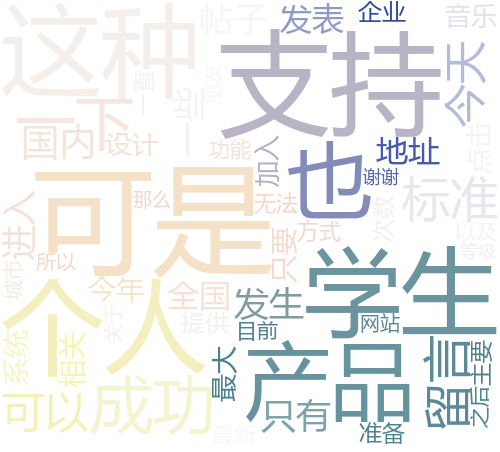 这种
帖子
发表
企业
音乐
支持
今天
一直
朋友
一些
下
国内
设计
功能
加入
也
地址
谢谢
点击
标准
可是
那么
无法
次数
进入
只要
方式
以及
等级
所以
城市
今年
全国
学生
个人
关于
提供
发生
目前
网站
产品
留言
主要
系统
相关
最大
可以
成功
只有
准备
之后
最新